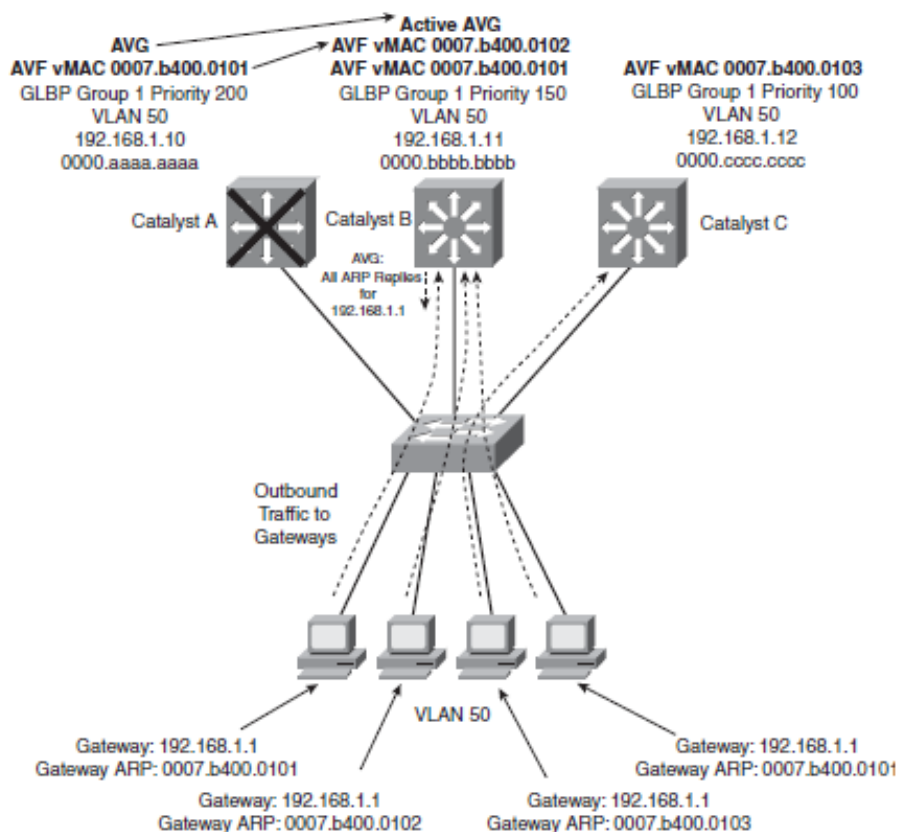 Active AVG
AVG
AVF vMAC 0007.b400.0102
AVF vMAC 0007.b400.0101
AVF vMAC 0007.b400.0101
AVF vMAC 0007.b400.0103
GLBP Group 1 Priority 200
GLBP Group 1 Priority 150
GLBP Group 1 Priority 100
VLAN 50
VLAN 50
VLAN 50
192.168.1.10
192.168.1.11
192.168.1.12
0000.aaaa.aaaa
0000.bbbb.bbbb
0000.cccc.cccc
Catalyst A
Catalyst B
Catalyst C
AVG:
All ARP Replies
for
192.168.1.1
Outbound
Traffic to
Gateways
VLAN 50
Gateway: 192.168.1.1
Gateway ARP: 0007.b400.0101
Gateway: 192.168.1.1
Gateway ARP: 0007.b400.0102
Gateway: 192.168.1.1
Gateway ARP: 0007.b400.0103
Gateway: 192.168.1.1
Gateway ARP: 0007.b400.0101